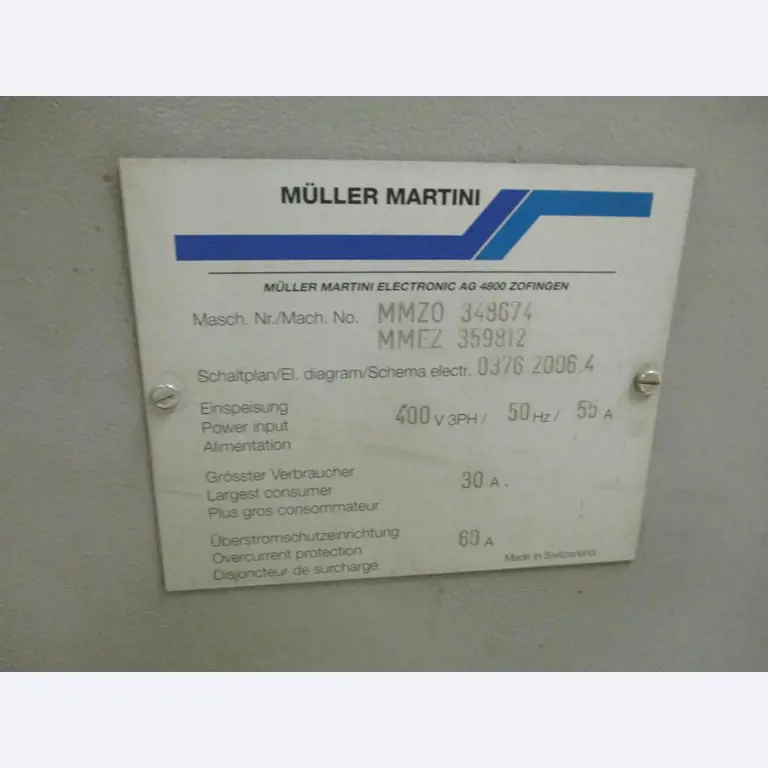 MÜLLER MARTINI
MÜLLER MARTINI ELECTRONIC AG 4800 ZOFINGEN
Masch. Nr./Mach. No. MMZO 348674
MMEZ 359812
Schaltplan/El. diagram/Schema electr. 0376.2006.4
Einspeisung
Power input 400 V 3PH / 50 Hz / 55 A
Alimentation
Grösster Verbraucher
Largest consumer 30 A.
Plus gros consommateur
Überstromschutzeinrichtung
Overcurrent protection 60 A
Disjoncteur de surcharge
Made in Switzerland